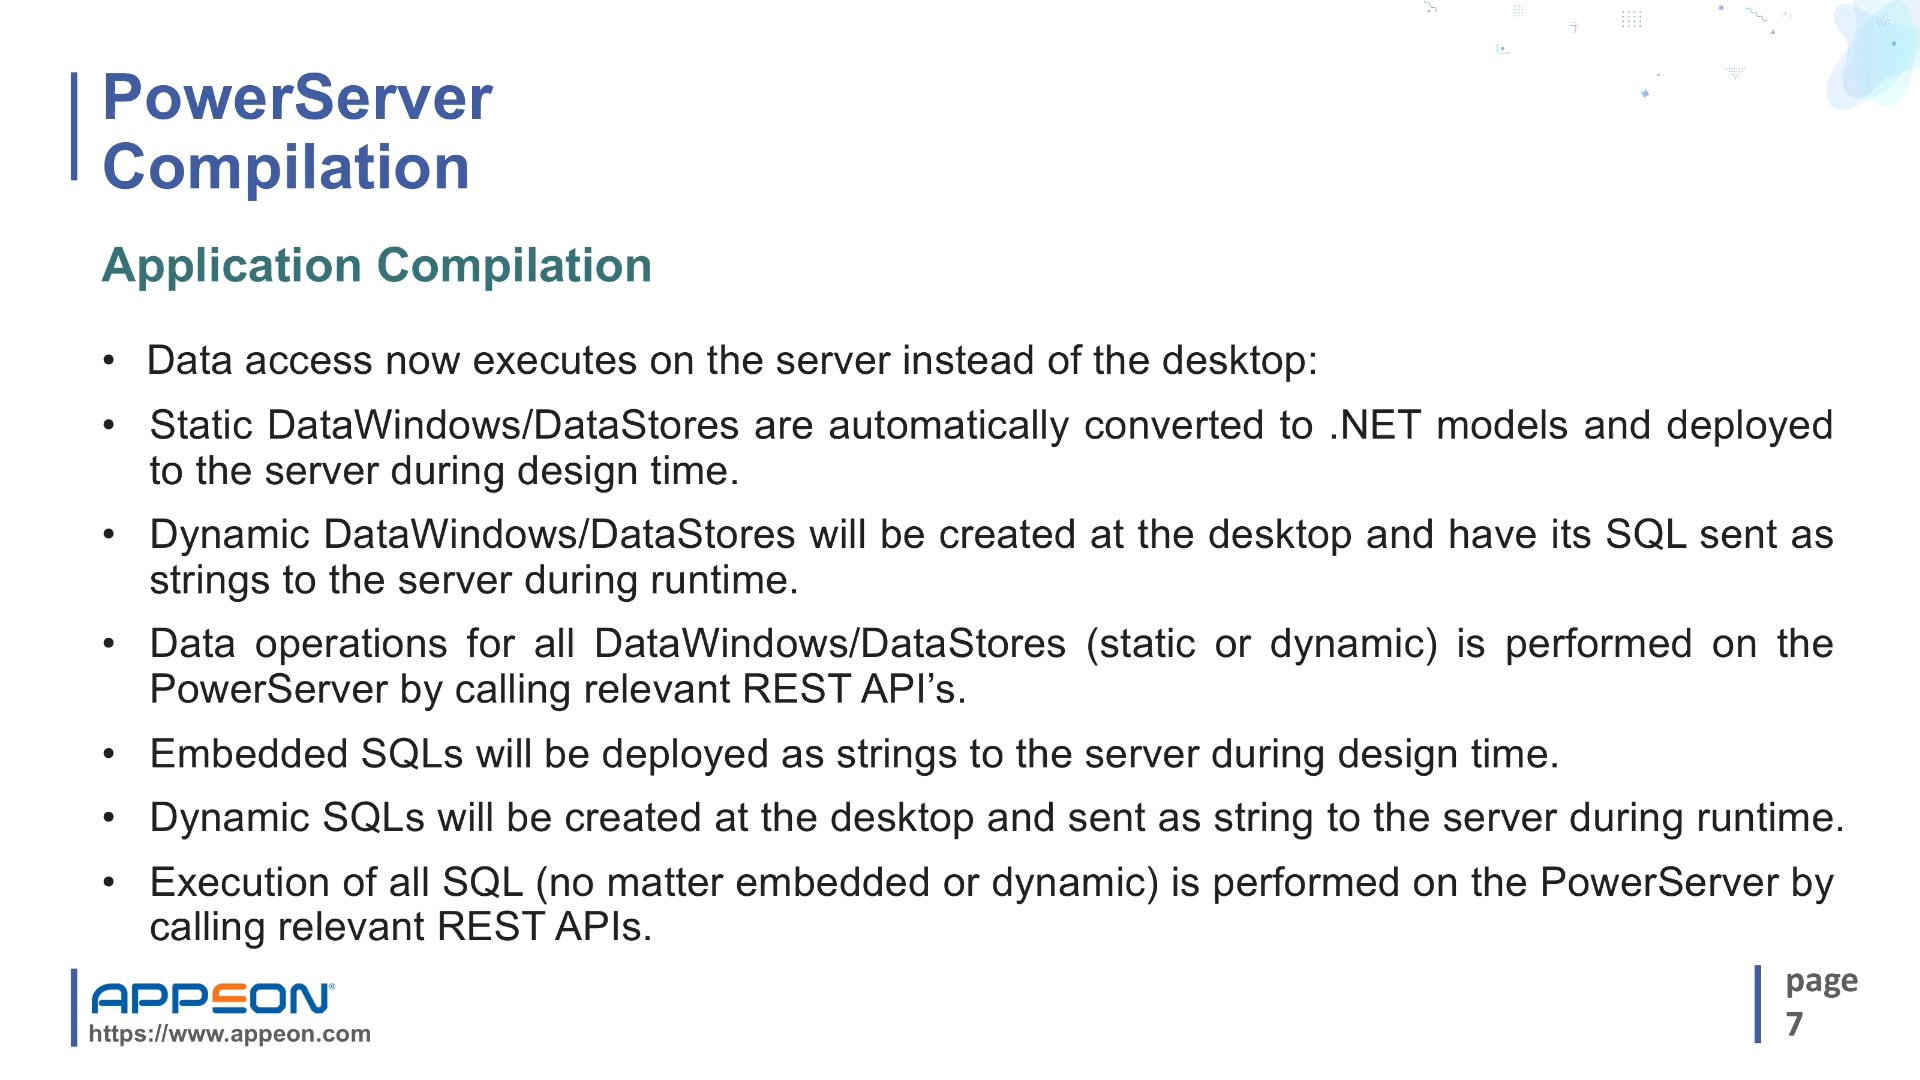 PowerServer
Compilation
Application Compilation
• Data access now executes on the server instead of the desktop:
• Static DataWindows/DataStores are automatically converted to .NET models and deployed
to the server during design time.
• Dynamic DataWindows/DataStores will be created at the desktop and have its SQL sent as
strings to the server during runtime.
• Data operations for all DataWindows/DataStores (static or dynamic) is performed on the
PowerServer by calling relevant REST API’s.
• Embedded SQLs will be deployed as strings to the server during design time.
• Dynamic SQLs will be created at the desktop and sent as string to the server during runtime.
• Execution of all SQL (no matter embedded or dynamic) is performed on the PowerServer by
calling relevant REST APIs.
APPEON®
https://www.appeon.com
page
7